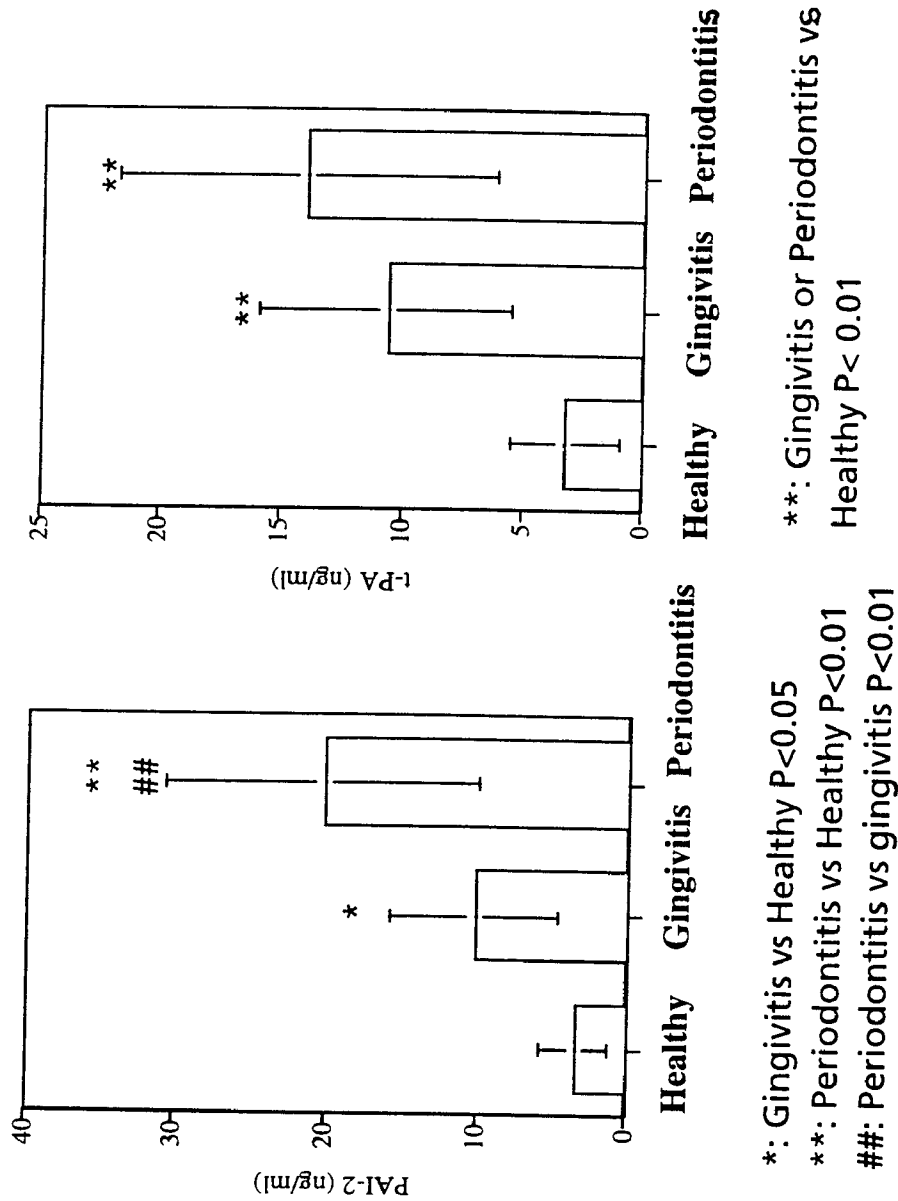 PAI-2 (ng/ml)
40
30
20
10
0
*
**
##
Healthy Gingivitis Periodontitis
*: Gingivitis vs Healthy P<0.05
**: Periodontitis vs Healthy P<0.01
##: Periodontitis vs gingivitis P<0.01
t-PA (ng/ml)
25
20
15
10
5
0
**
**
Healthy Gingivitis Periodontitis
**: Gingivitis or Periodontitis vs
Healthy P< 0.01